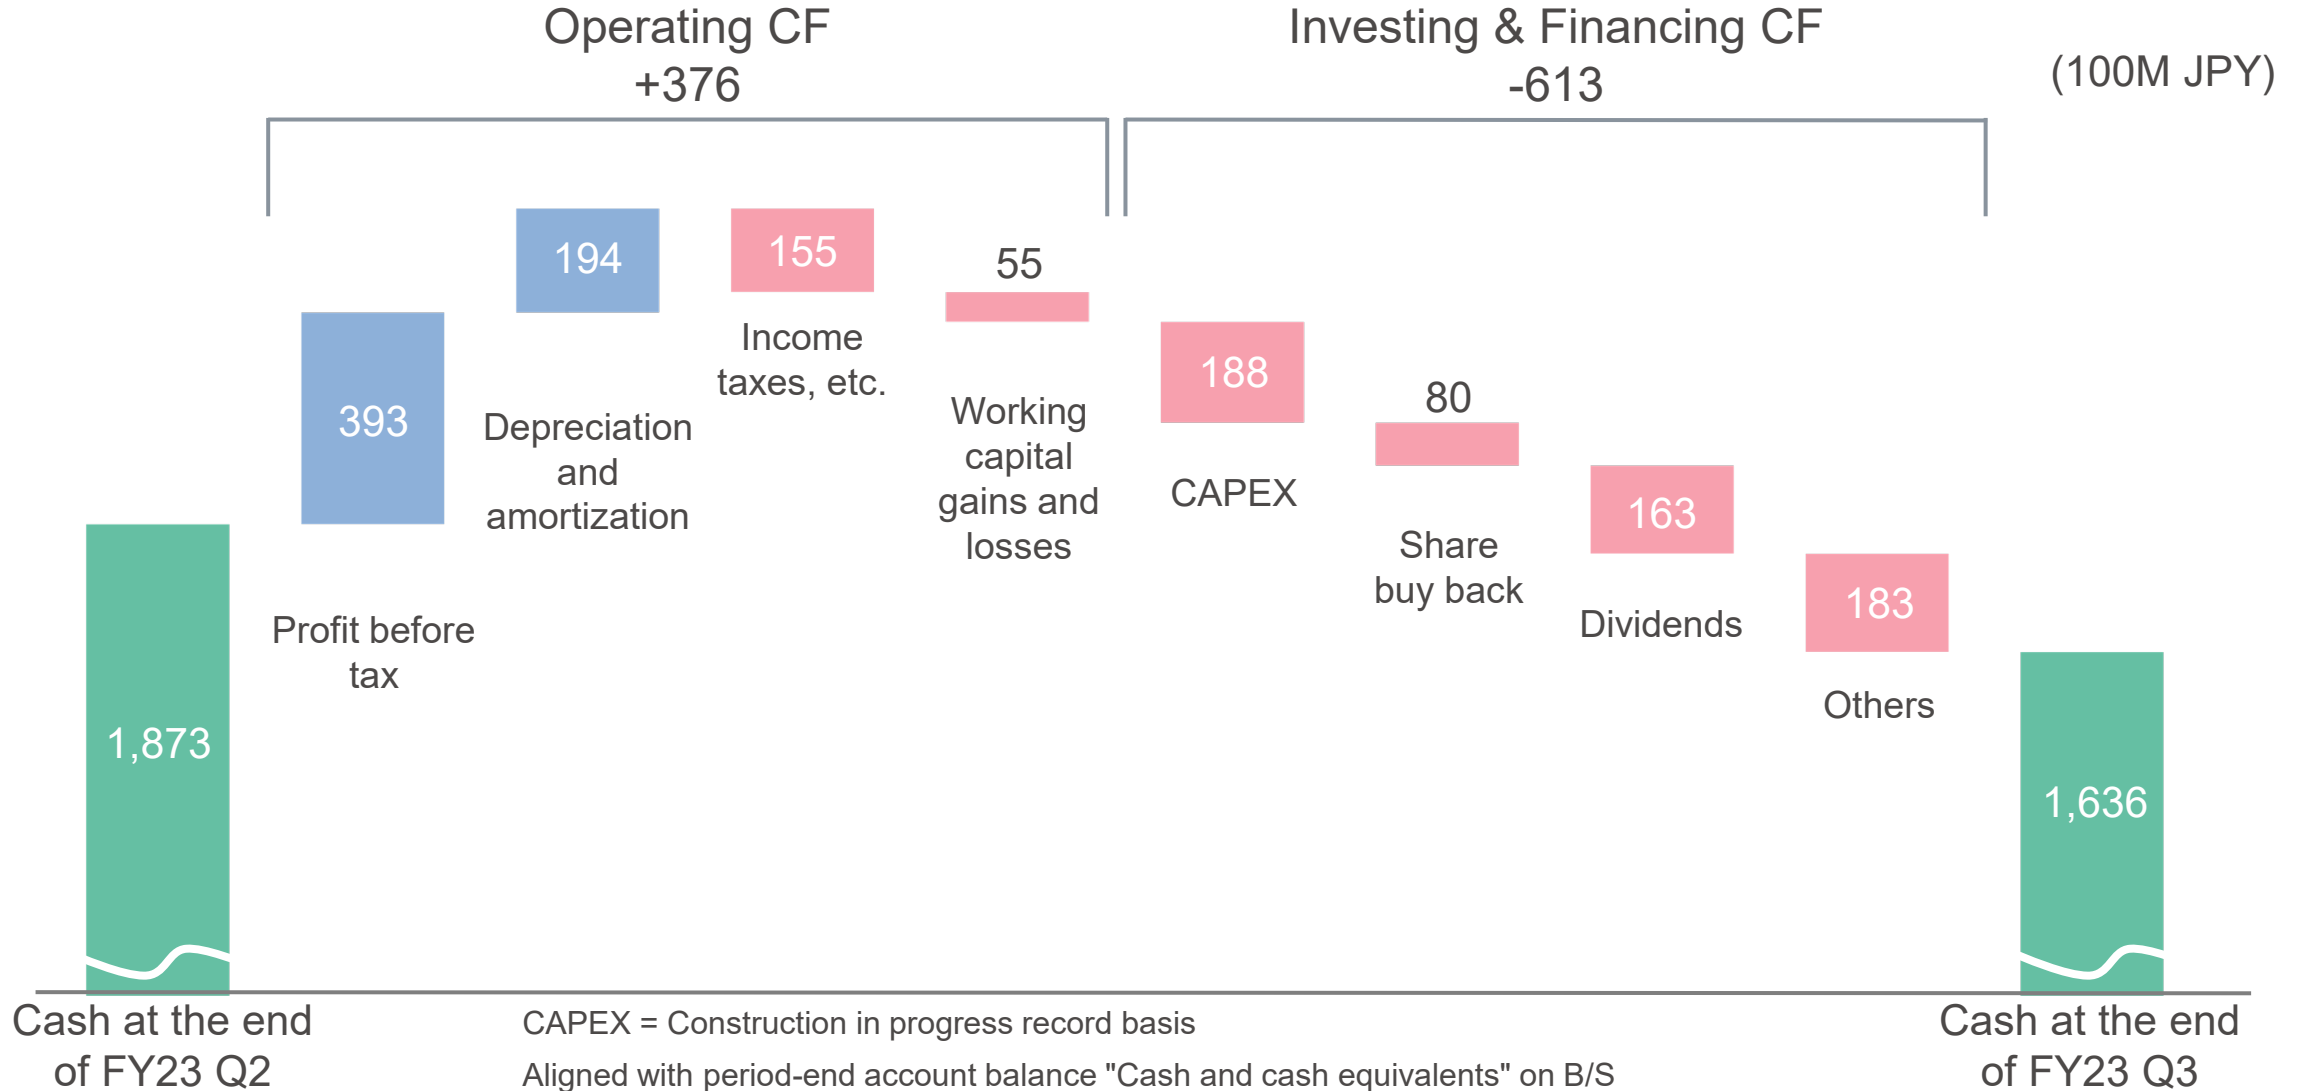 Operating CF
+376
Investing & Financing CF
-613
(100M JPY)
1,873
Cash at the end
of FY23 Q2
393
Profit before
tax
194
Depreciation
and
amortization
155
Income
taxes, etc.
55
Working
capital
gains and
losses
188
CAPEX
80
Share
buy back
163
Dividends
183
Others
1,636
Cash at the end
of FY23 Q3
CAPEX = Construction in progress record basis
Aligned with period-end account balance "Cash and cash equivalents" on B/S